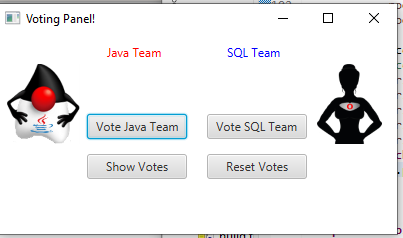 Voting Panel!
Java Team
SQL Team
Vote Java Team
Vote SQL Team
Show Votes
Reset Votes